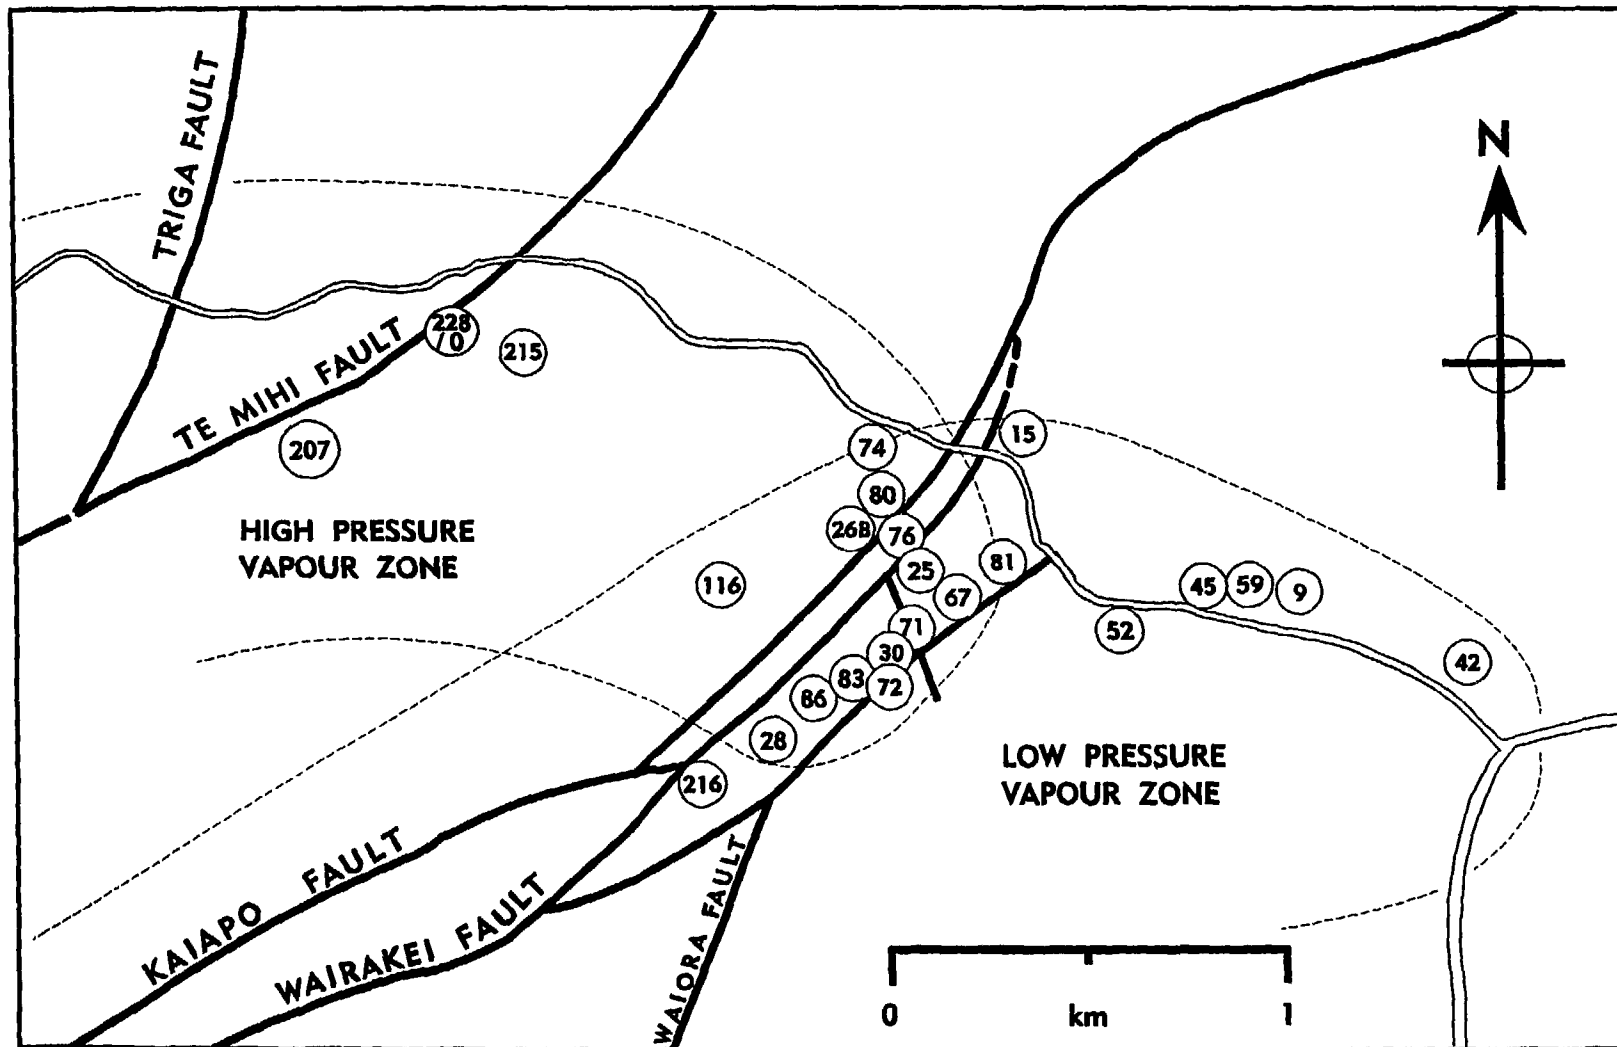 N
TRIGA FAULT
228
/0
215
TE MIHI FAULT
207
74
15
80
268
76
HIGH PRESSURE
VAPOUR ZONE
116
25
81
67
45
59
9
71
52
30
42
83
72
86
28
LOW PRESSURE
VAPOUR ZONE
216
KAIAPO FAULT
WAIRAKEI FAULT
WAIORA FAULT
0
km
1